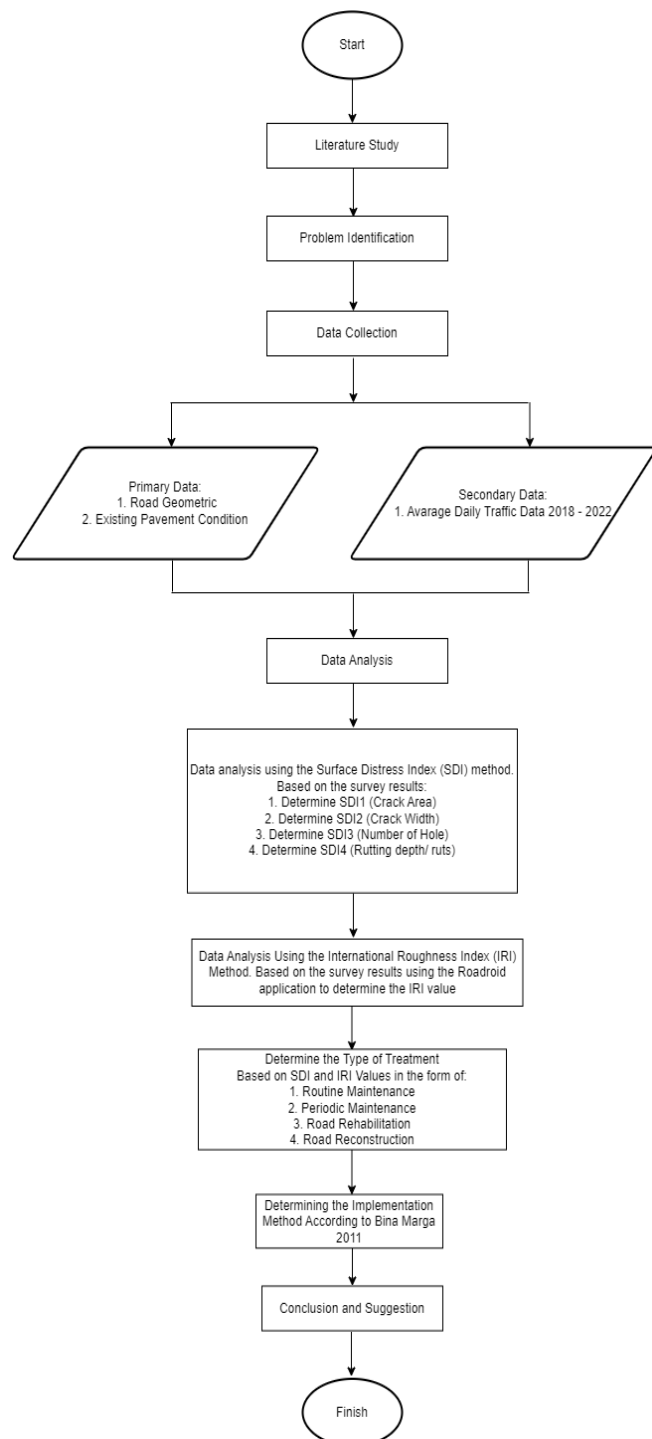 Start
Literature Study
Problem Identification
Data Collection
Primary Data:
1. Road Geometric
2. Existing Pavement Condition
Secondary Data:
1. Avarage Daily Traffic Data 2018 - 2022
Data Analysis
Data analysis using the Surface Distress Index (SDI) method.
Based on the survey results:
1. Determine SDI1 (Crack Area)
2. Determine SDI2 (Crack Width)
3. Determine SDI3 (Number of Hole)
4. Determine SDI4 (Rutting depth/ ruts)
Data Analysis Using the International Roughness Index (IRI)
Method. Based on the survey results using the Roadroid
application to determine the IRI value
Determine the Type of Treatment
Based on SDI and IRI Values in the form of:
1. Routine Maintenance
2. Periodic Maintenance
3. Road Rehabilitation
4. Road Reconstruction
Determining the Implementation
Method According to Bina Marga
2011
Conclusion and Suggestion
Finish